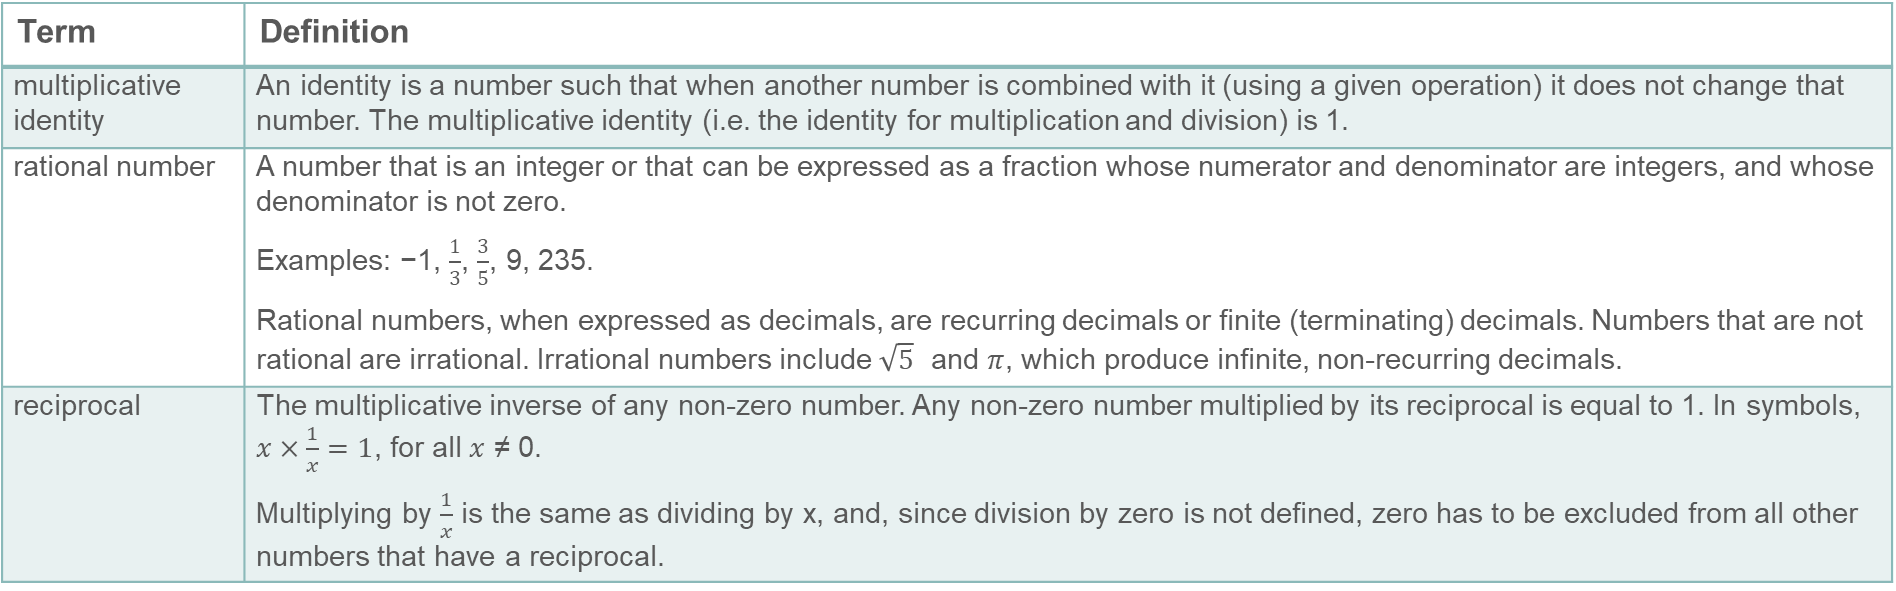 Term Definition
multiplicative identity An identity is a number such that when another number is combined with it (using a given operation) it does not change that
number. The multiplicative identity (i.e. the identity for multiplication and division) is 1.
rational number A number that is an integer or that can be expressed as a fraction whose numerator and denominator are integers, and whose
denominator is not zero.
Examples: −1, 1/3, 3/5, 9, 235.
Rational numbers, when expressed as decimals, are recurring decimals or finite (terminating) decimals. Numbers that are not
rational are irrational. Irrational numbers include √5 and π, which produce infinite, non-recurring decimals.
reciprocal The multiplicative inverse of any non-zero number. Any non-zero number multiplied by its reciprocal is equal to 1. In symbols,
x × 1/x = 1, for all x ≠ 0.
Multiplying by 1/x is the same as dividing by x, and, since division by zero is not defined, zero has to be excluded from all other
numbers that have a reciprocal.